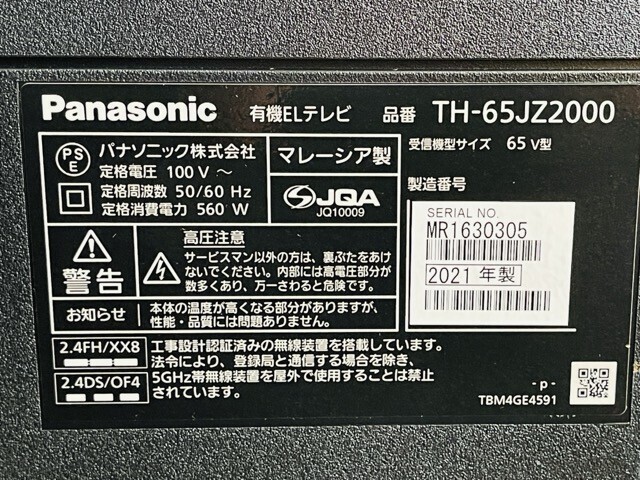 Panasonic 有機ELテレビ 品番 TH-65JZ2000
受信機型サイズ 65 V型
PS E パナソニック株式会社
定格電圧 100 V~
定格周波数 50/60 Hz
定格消費電力 560 W
マレーシア製
JQA
JQ10009
製造番号
SERIAL NO.
MR1630305
2021 年製
警告
高圧注意
サービスマン以外の方は、裏ぶたをあけ
ないでください。内部には高電圧部分が
数多くあり、万一さわると危険です。
お知らせ
本体の温度が高くなる部分がありますが、
性能・品質には問題ありません。
2.4FH/XX8
2.4DS/OF4
工事設計認証済みの無線装置を搭載しています。
法令により、登録局と通信する場合を除き、
5GHz帯無線装置を屋外で使用することは禁止
されています。
- p -
TBM4GE4591